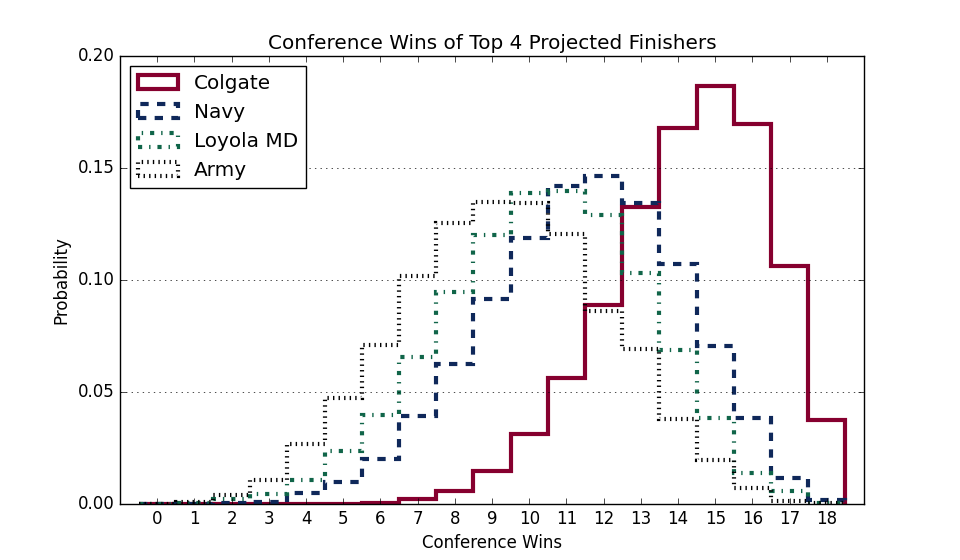 Conference Wins of Top 4 Projected Finishers
0.20
0.15
0.10
0.05
0.00
Probability
Colgate
Navy
Loyola MD
Army
0 1 2 3 4 5 6 7 8 9 10 11 12 13 14 15 16 17 18
Conference Wins